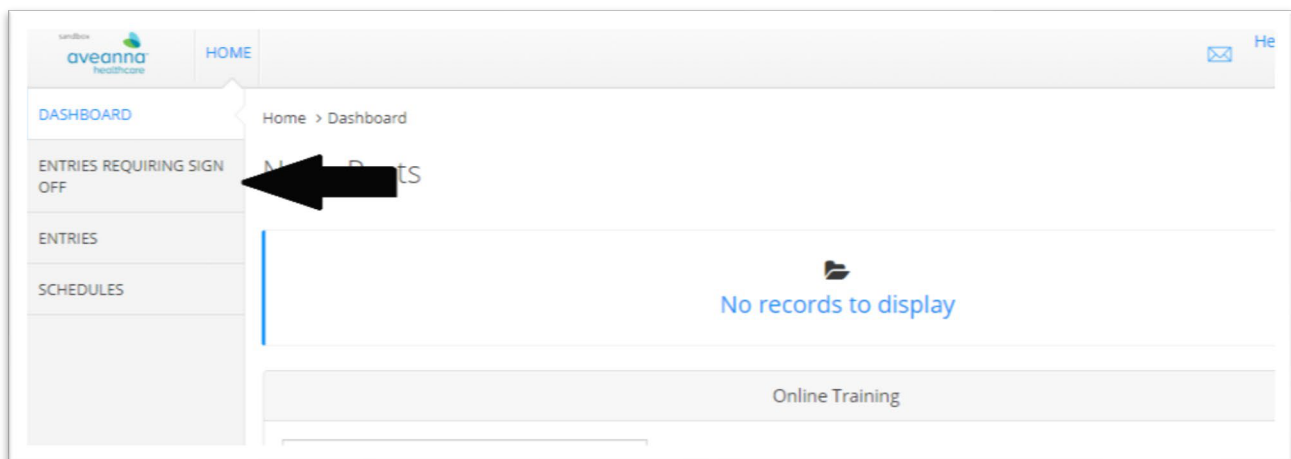 sandbox
aveanna
healthcare
HOME
He
DASHBOARD
Home > Dashboard
ENTRIES REQUIRING SIGN
OFF
ts
ENTRIES
No records to display
SCHEDULES
Online Training